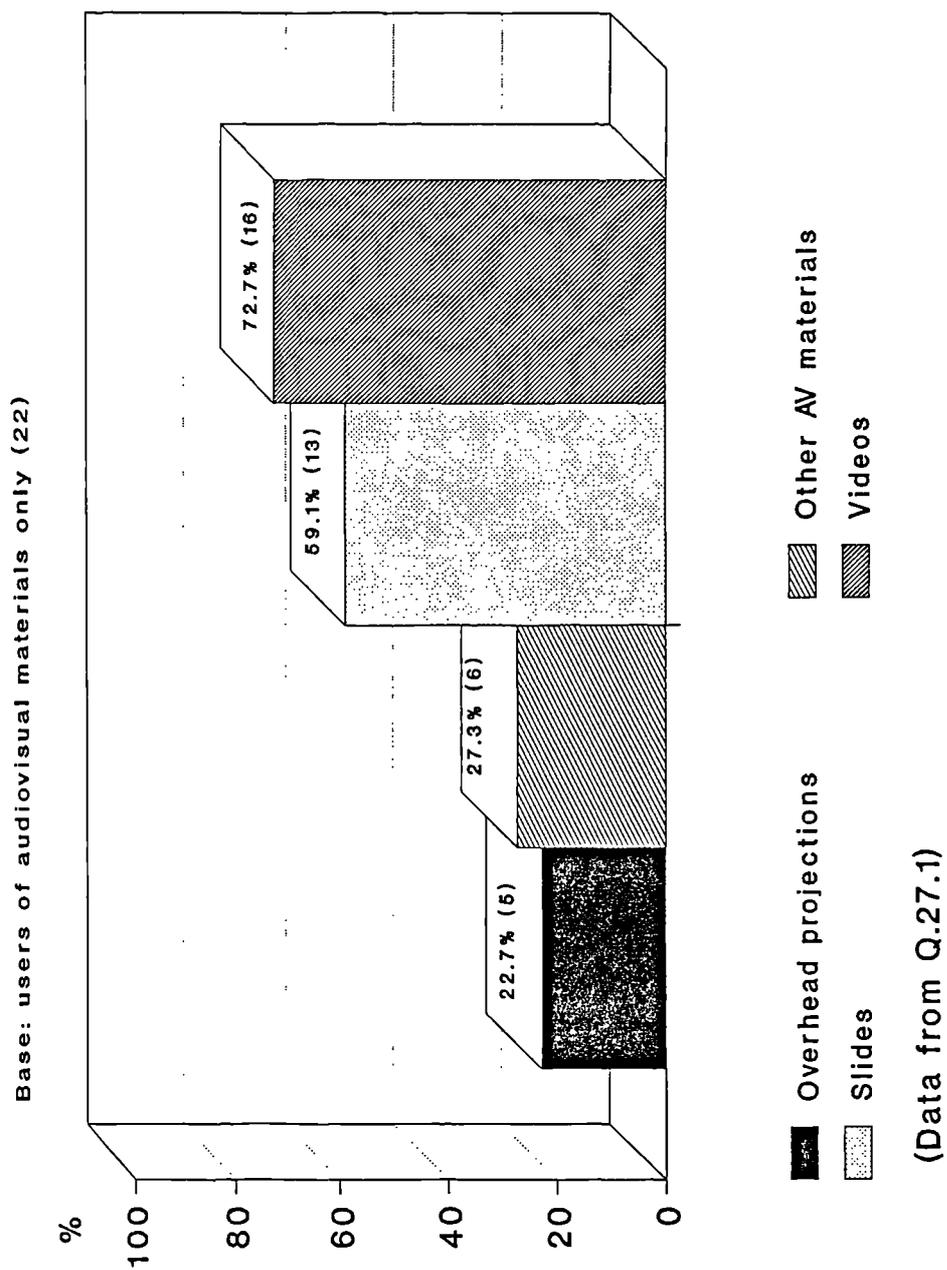 Base: users of audiovisual materials only (22)
%
100
80
60
40
20
0
22.7% (5)
27.3% (6)
59.1% (13)
72.7% (16)
Overhead projections
Other AV materials
Slides
Videos
(Data from Q.27.1)